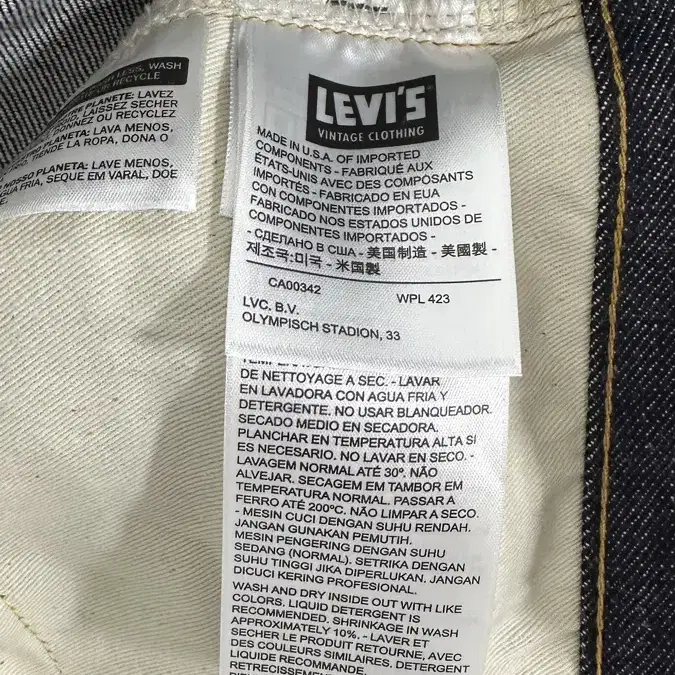 LESS, WASH
RECYCLE
PLANETE: LAVEZ
LAISSEZ SECHER
DONNEZ OU RECYCLEZ
PLANETA: LAVA MENOS,
TIENDE LA ROPA, DONA O
NOSSO PLANETA: LAVE MENOS,
AGUA FRIA, SEQUE EM VARAL, DOE
LEVI'S
VINTAGE CLOTHING
MADE IN U.S.A. OF IMPORTED
COMPONENTS - FABRIQUÉ AUX
ÉTATS-UNIS AVEC DES COMPOSANTS
IMPORTÉS - FABRICADO EN EUA
CON COMPONENTES IMPORTADOS -
FABRICADO NOS ESTADOS UNIDOS DE
COMPONENTES IMPORTADOS -
- СДЕЛАНО В США - 美国制造 - 美國製 -
제조국:미국 - 米国製
CA00342 WPL 423
LVC. B.V.
OLYMPISCH STADION, 33
DE NETTOYAGE A SEC. - LAVAR
EN LAVADORA CON AGUA FRIA Y
DETERGENTE. NO USAR BLANQUEADOR.
SECADO MEDIO EN SECADORA.
PLANCHAR EN TEMPERATURA ALTA SI
ES NECESARIO. NO LAVAR EN SECO. -
LAVAGEM NORMAL ATÉ 30º. NÃO
ALVEJAR. SECAGEM EM TAMBOR EM
TEMPERATURA NORMAL. PASSAR A
FERRO ATÉ 200ºC. NÃO LIMPAR A SECO.
- MESIN CUCI DENGAN SUHU RENDAH.
JANGAN GUNAKAN PEMUTIH.
MESIN PENGERING DENGAN SUHU
SEDANG (NORMAL). SETRIKA DENGAN
SUHU TINGGI JIKA DIPERLUKAN. JANGAN
DICUCI KERING PROFESIONAL.
WASH AND DRY INSIDE OUT WITH LIKE
COLORS. LIQUID DETERGENT IS
RECOMMENDED. SHRINKAGE IN WASH
APPROXIMATELY 10%. - LAVER ET
SECHER LE PRODUIT RETOURNE, AVEC
DES COULEURS SIMILAIRES. DETERGENT
LIQUIDE RECOMMANDE.
RETRECISSEMENT